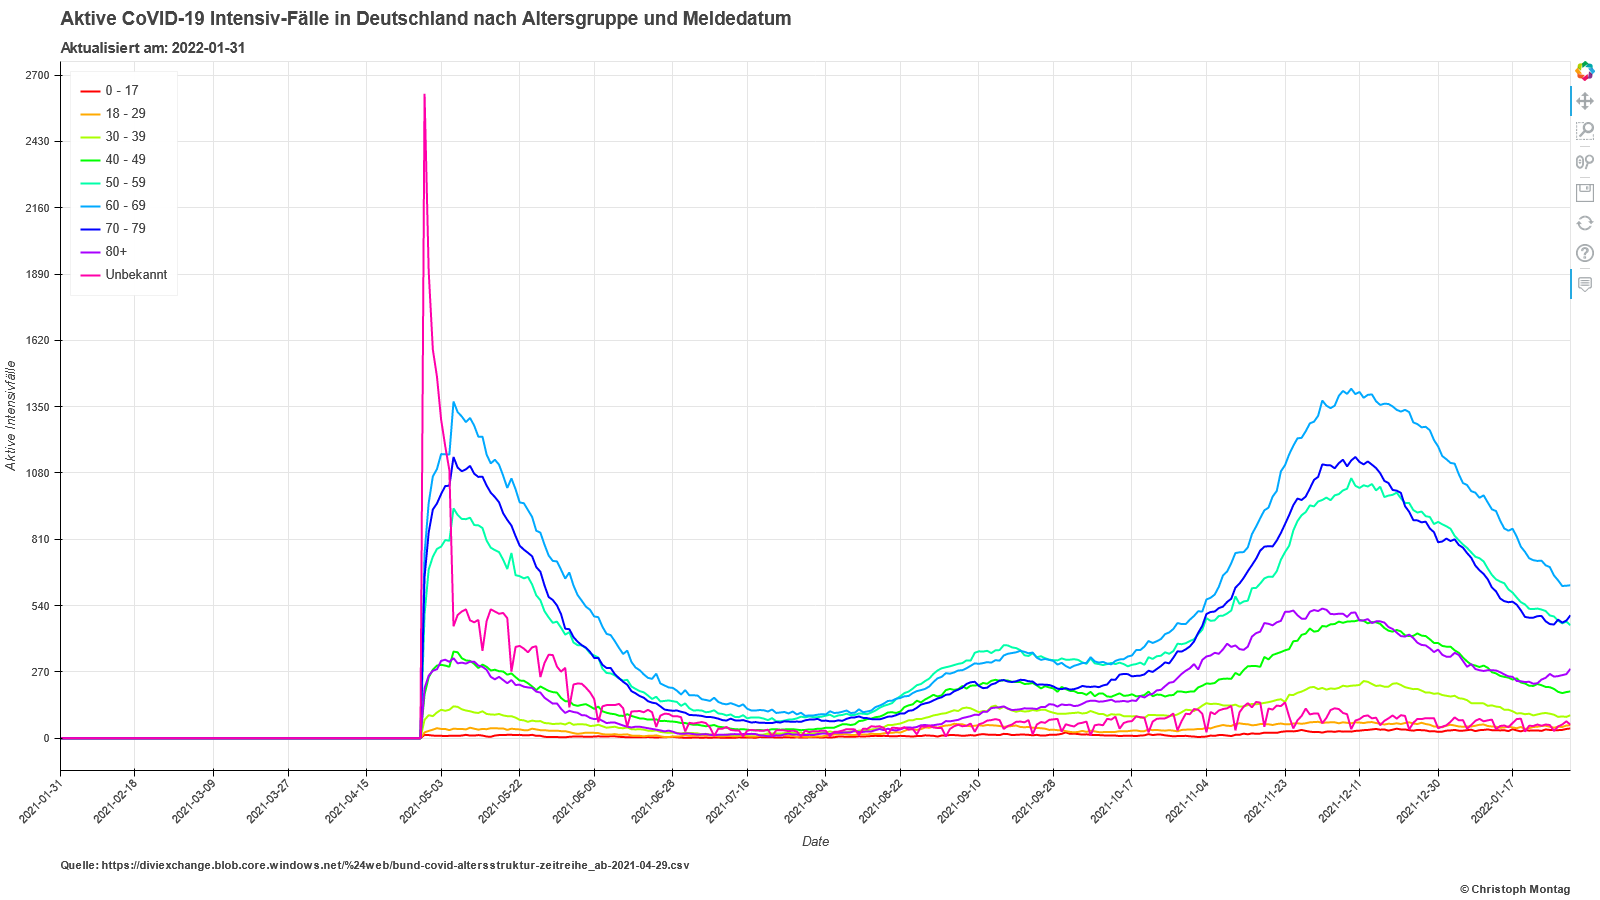 Aktive CoVID-19 Intensiv-Fälle in Deutschland nach Altersgruppe und Meldedatum
Aktualisiert am: 2022-01-31
0 - 17
18 - 29
30 - 39
40 - 49
50 - 59
60 - 69
70 - 79
80+
Unbekannt
2700
2430
2160
1890
1620
1350
1080
810
540
270
0
Aktive Intensivfälle
2021-01-31
2021-02-18
2021-03-09
2021-03-27
2021-04-15
2021-05-03
2021-05-22
2021-06-09
2021-06-28
2021-07-16
2021-08-04
2021-08-22
2021-09-10
2021-09-28
2021-10-17
2021-11-04
2021-11-23
2021-12-11
2021-12-30
2022-01-17
Date
Quelle: https://diviexchange.blob.core.windows.net/%24web/bund-covid-altersstruktur-zeitreihe_ab-2021-04-29.csv
© Christoph Montag